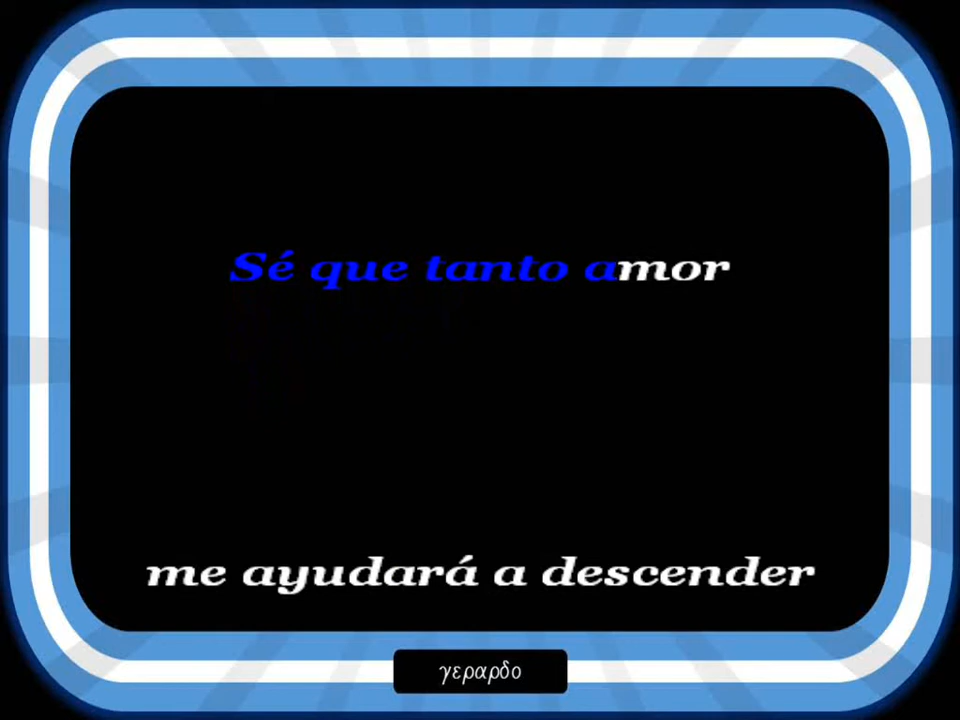 Sé que tanto amor
me ayudará a descender
γεραρδο